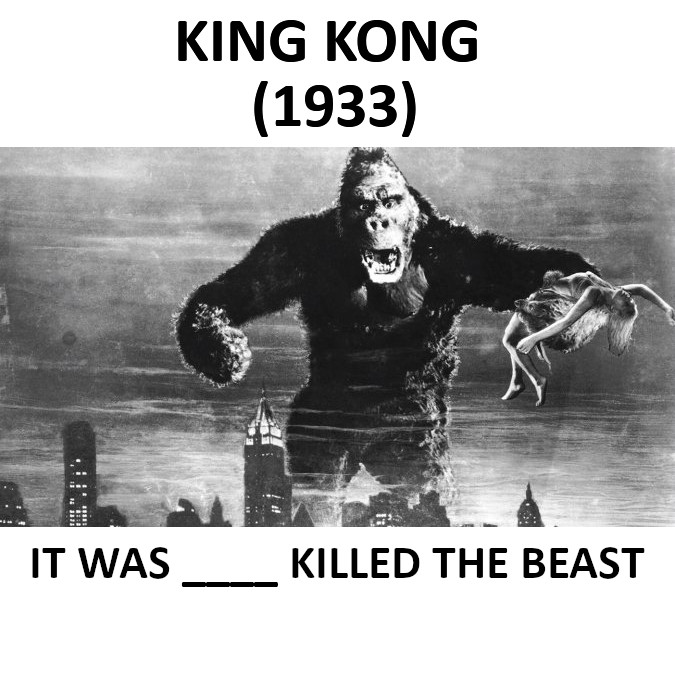 KING KONG
(1933)
IT WAS ____ KILLED THE BEAST